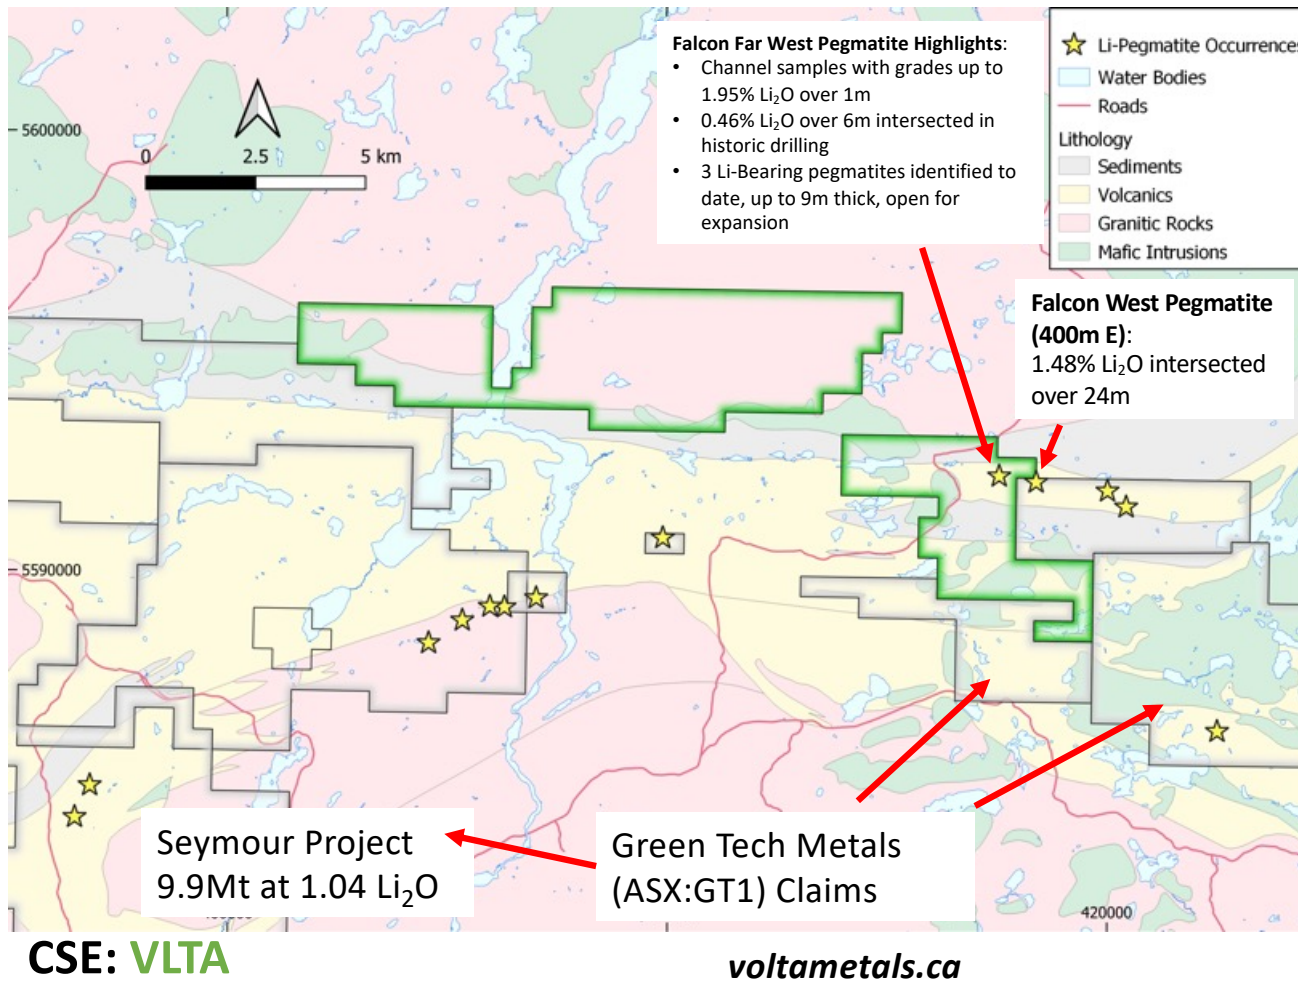 Falcon Far West Pegmatite Highlights:
• Channel samples with grades up to
1.95% Li₂O over 1m
• 0.46% Li₂O over 6m intersected in
historic drilling
• 3 Li-Bearing pegmatites identified to
date, up to 9m thick, open for
expansion
Li-Pegmatite Occurrences
Water Bodies
Roads
Lithology
Sediments
Volcanics
Granitic Rocks
Mafic Intrusions
5600000
0 2.5 5 km
Falcon West Pegmatite
(400m E):
1.48% Li₂O intersected
over 24m
5590000
Seymour Project
9.9Mt at 1.04 Li₂O
Green Tech Metals
(ASX:GT1) Claims
420000
CSE: VLTA
voltametals.ca